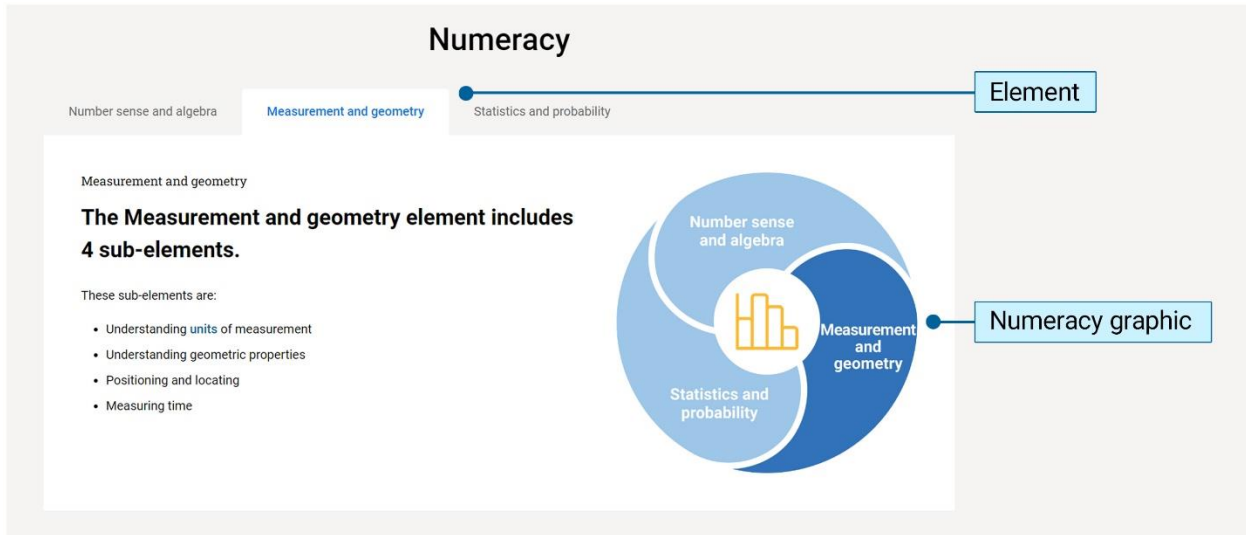 Numeracy
Element
Number sense and algebra
Measurement and geometry
Statistics and probability
Measurement and geometry
The Measurement and geometry element includes
4 sub-elements.
These sub-elements are:
• Understanding units of measurement
• Understanding geometric properties
• Positioning and locating
• Measuring time
Number sense
and algebra
Measurement
and
geometry
Statistics and
probability
Numeracy graphic